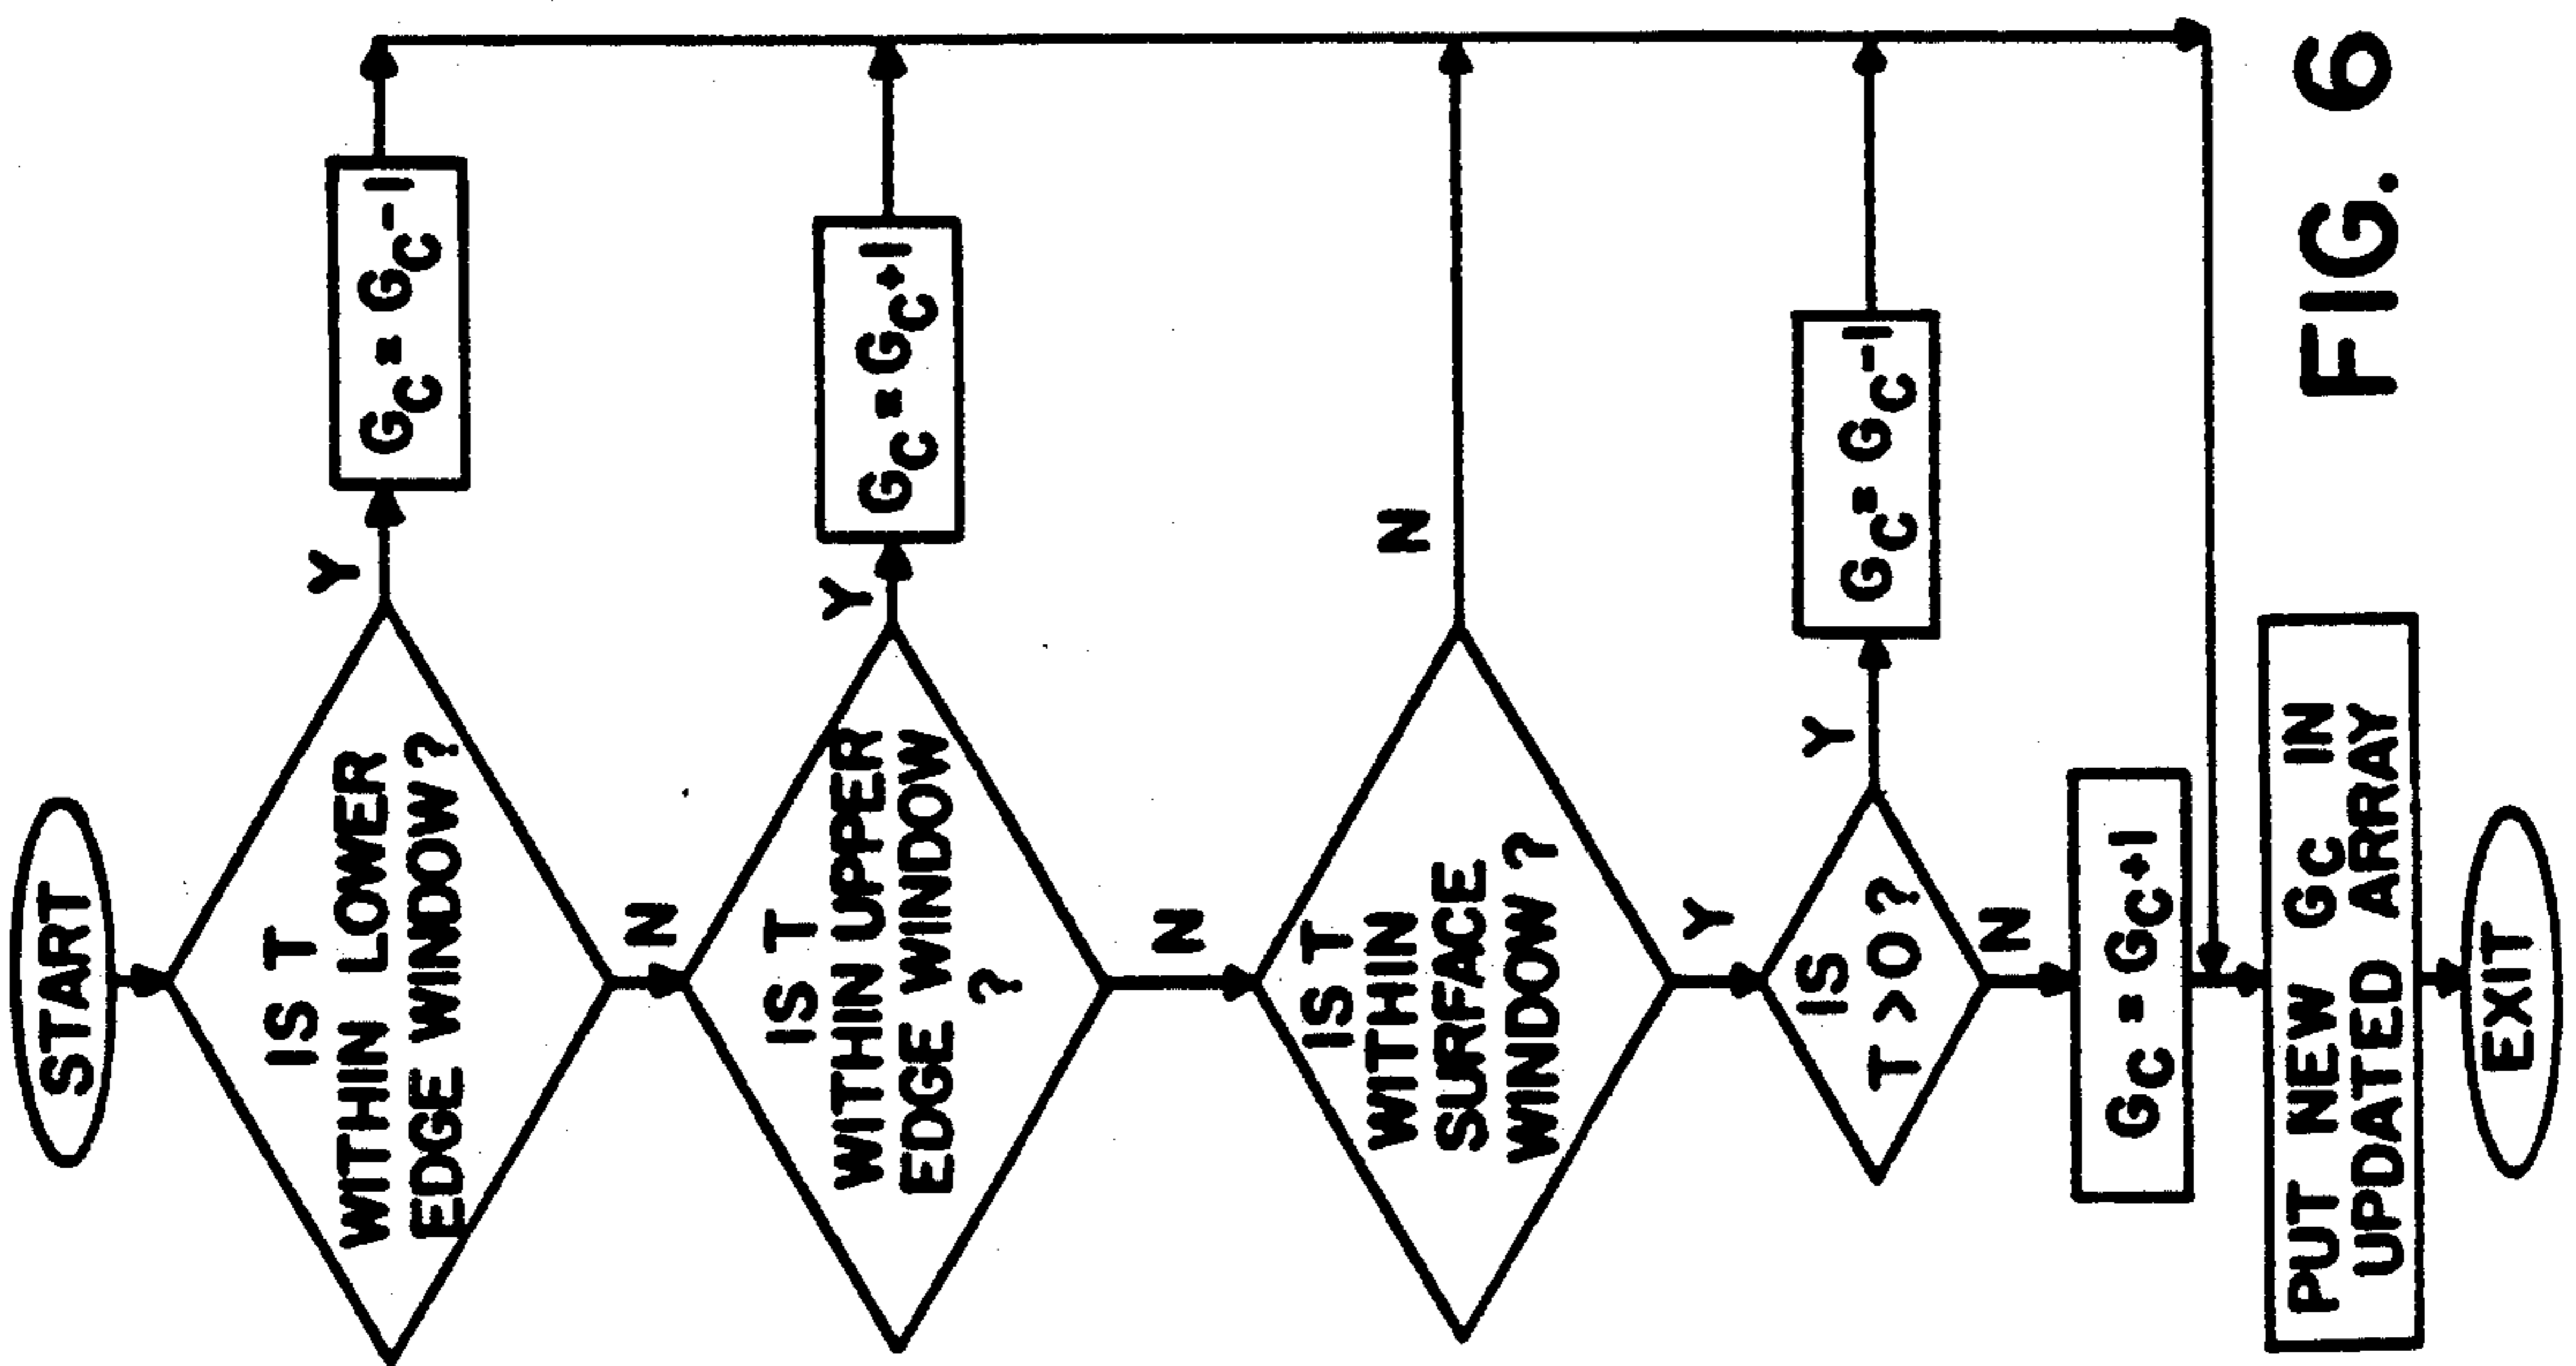 START
IS T
WITHIN LOWER
EDGE WINDOW?
Y
GC = GC-1
N
IS T
WITHIN UPPER
EDGE WINDOW
?
Y
GC = GC+1
N
IS T
WITHIN
SURFACE
WINDOW?
N
Y
IS
T > 0?
Y
GC = GC-1
N
GC = GC+1
PUT NEW GC IN
UPDATED ARRAY
EXIT
FIG. 6